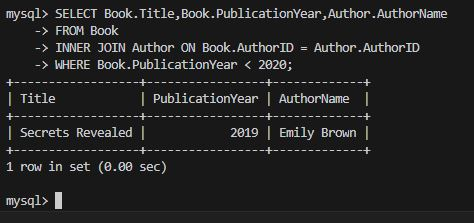 mysql> SELECT Book.Title,Book.PublicationYear,Author.AuthorName
    -> FROM Book
    -> INNER JOIN Author ON Book.AuthorID = Author.AuthorID
    -> WHERE Book.PublicationYear < 2020;
+------------------+-----------------+-------------+
| Title            | PublicationYear | AuthorName  |
+------------------+-----------------+-------------+
| Secrets Revealed |            2019 | Emily Brown |
+------------------+-----------------+-------------+
1 row in set (0.00 sec)

mysql>